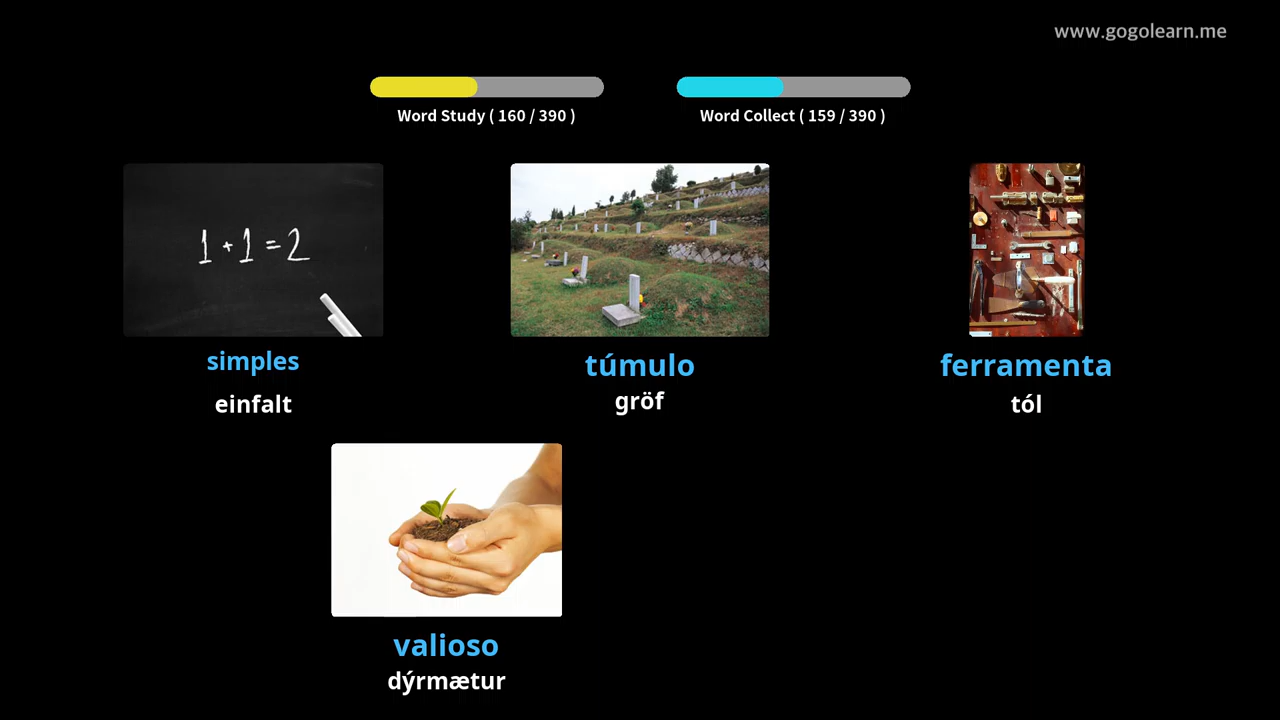 www.gogolearn.me
Word Study ( 160 / 390 )
Word Collect ( 159 / 390 )
1 + 1 = 2
simples
einfalt
túmulo
gröf
ferramenta
tól
valioso
dýrmætur